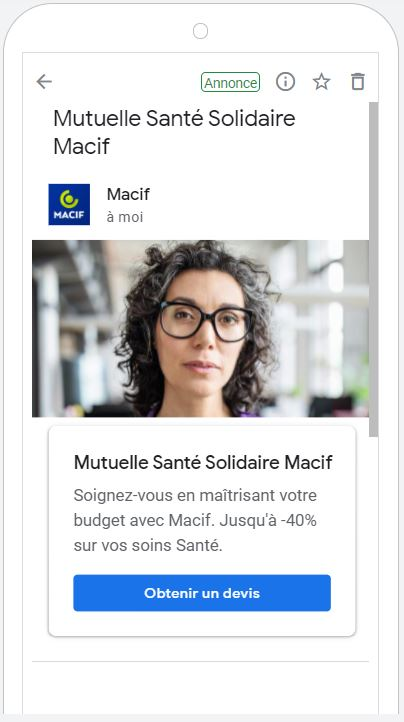 Annonce
Mutuelle Santé Solidaire
Macif
Macif
MACIF
à moi
Mutuelle Santé Solidaire Macif
Soignez-vous en maîtrisant votre
budget avec Macif. Jusqu'à -40%
sur vos soins Santé.
Obtenir un devis